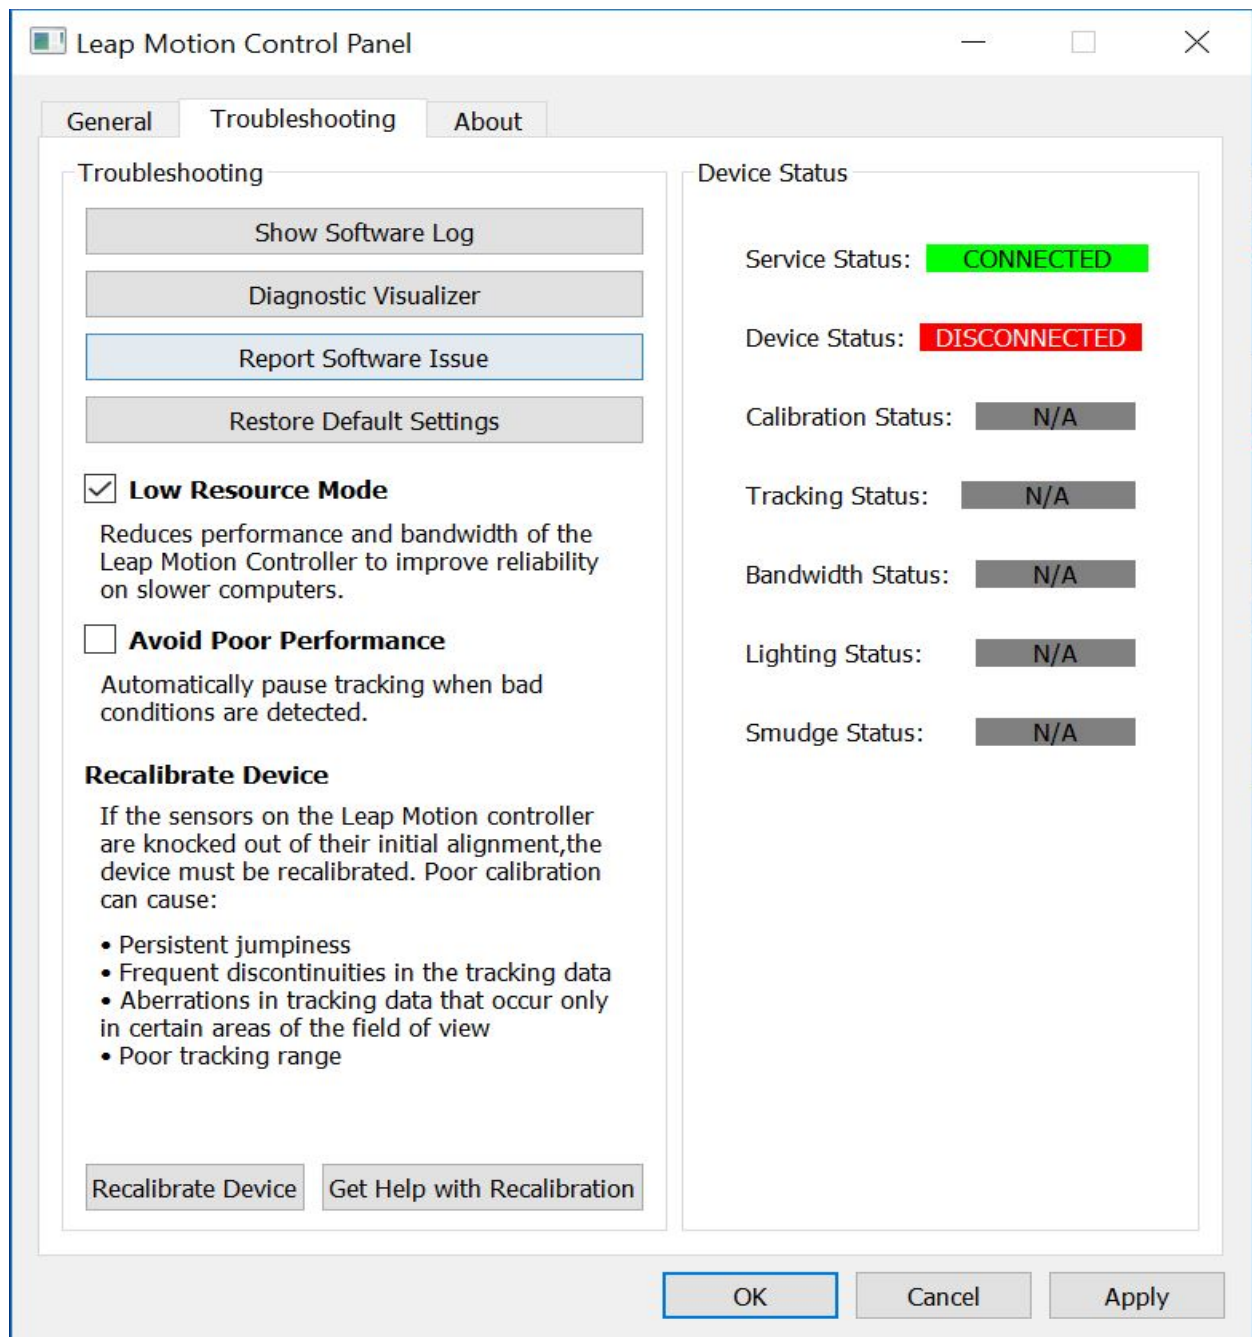 Leap Motion Control Panel
General
Troubleshooting
About
Troubleshooting
Show Software Log
Diagnostic Visualizer
Report Software Issue
Restore Default Settings
Low Resource Mode
Reduces performance and bandwidth of the
Leap Motion Controller to improve reliability
on slower computers.
Avoid Poor Performance
Automatically pause tracking when bad
conditions are detected.
Recalibrate Device
If the sensors on the Leap Motion controller
are knocked out of their initial alignment,the
device must be recalibrated. Poor calibration
can cause:
• Persistent jumpiness
• Frequent discontinuities in the tracking data
• Aberrations in tracking data that occur only
in certain areas of the field of view
• Poor tracking range
Recalibrate Device
Get Help with Recalibration
Device Status
Service Status: CONNECTED
Device Status: DISCONNECTED
Calibration Status: N/A
Tracking Status: N/A
Bandwidth Status: N/A
Lighting Status: N/A
Smudge Status: N/A
OK
Cancel
Apply